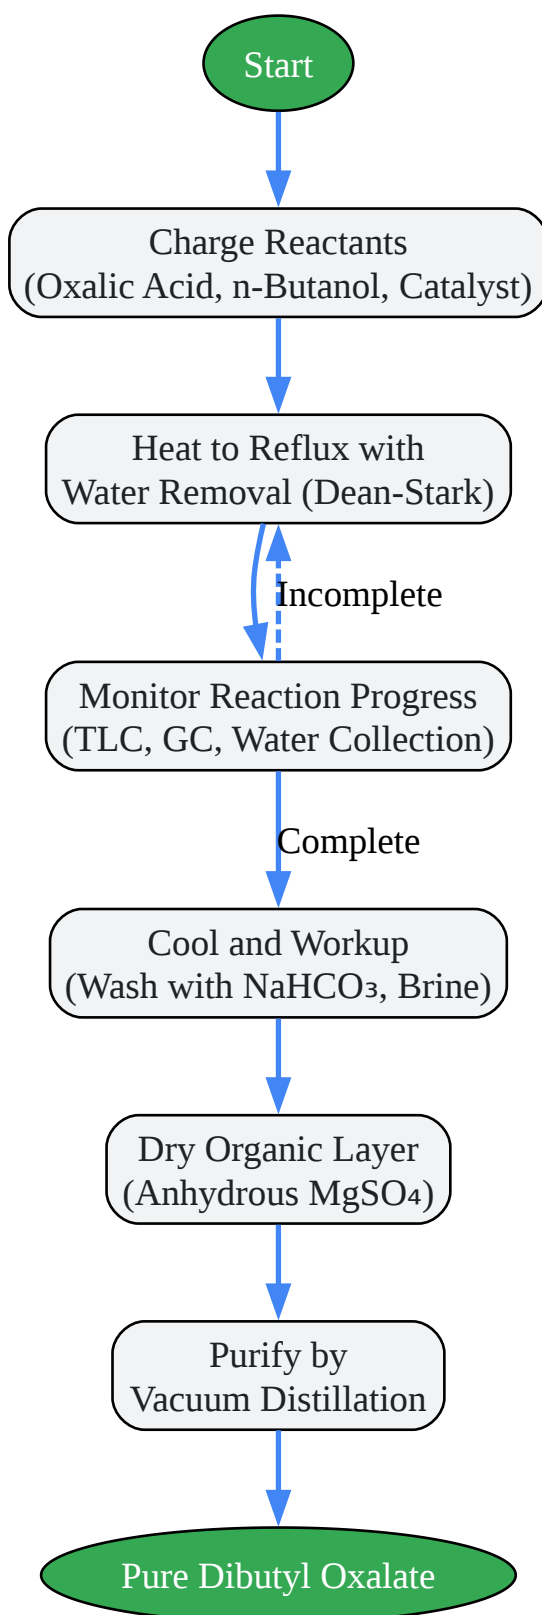 Start
Charge Reactants
(Oxalic Acid, n-Butanol, Catalyst)
Heat to Reflux with
Water Removal (Dean-Stark)
Incomplete
Monitor Reaction Progress
(TLC, GC, Water Collection)
Complete
Cool and Workup
(Wash with NaHCO₃, Brine)
Dry Organic Layer
(Anhydrous MgSO₄)
Purify by
Vacuum Distillation
Pure Dibutyl Oxalate